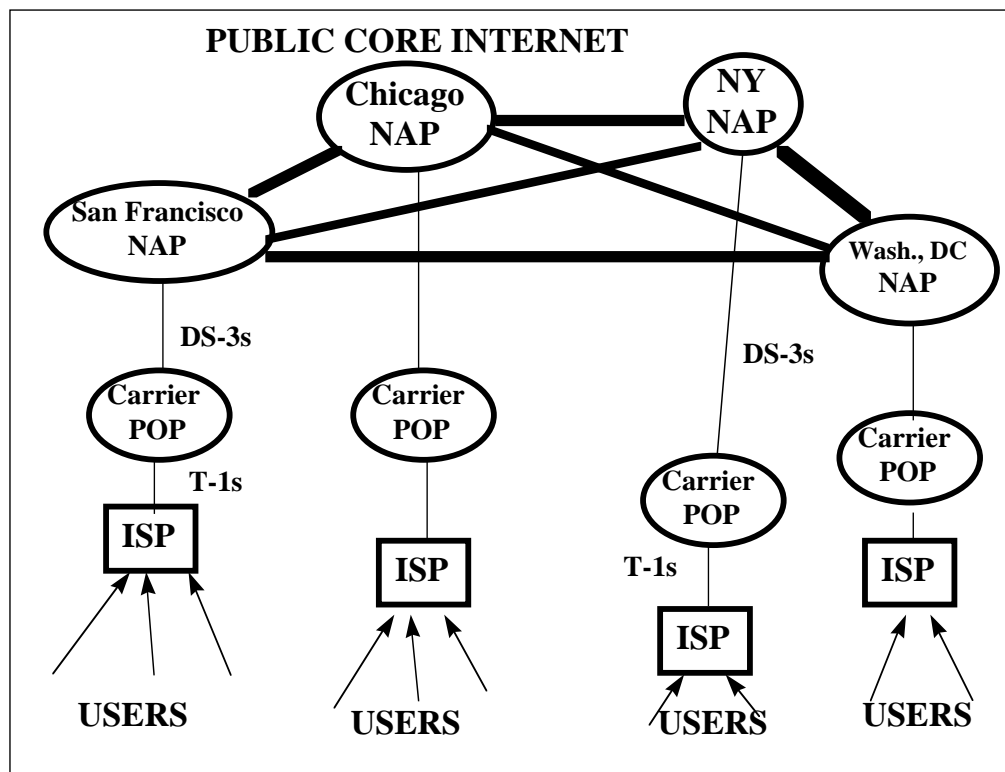 PUBLIC CORE INTERNET
Chicago
NAP
NY
NAP
San Francisco
NAP
Wash., DC
NAP
DS-3s
DS-3s
Carrier
POP
Carrier
POP
Carrier
POP
Carrier
POP
T-1s
T-1s
ISP
ISP
ISP
ISP
USERS
USERS
USERS
USERS